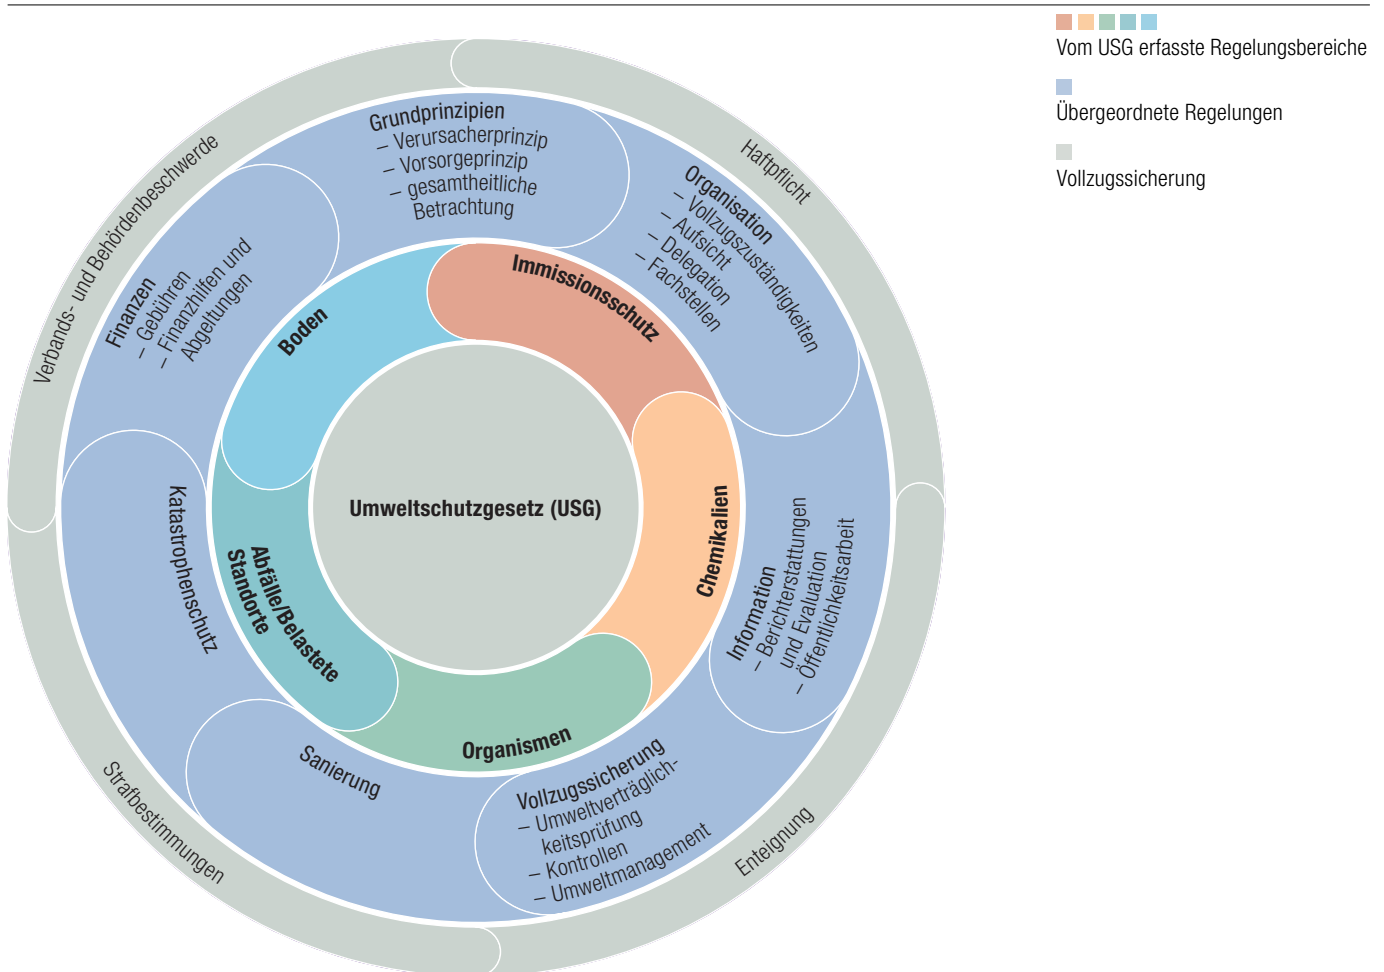 Vom USG erfasste Regelungsbereiche
Übergeordnete Regelungen
Vollzugssicherung
Verbands- und Behördenbeschwerde
Haftpflicht
Enteignung
Strafbestimmungen
Grundprinzipien
– Verursacherprinzip
– Vorsorgeprinzip
– gesamtheitliche
Betrachtung
Organisation
– Vollzugszuständigkeiten
– Aufsicht
– Delegation
– Fachstellen
Information
– Berichterstattungen
und Evaluation
– Öffentlichkeitsarbeit
Vollzugssicherung
– Umweltverträglich-
keitsprüfung
– Kontrollen
– Umweltmanagement
Sanierung
Katastrophenschutz
Finanzen
– Gebühren
– Finanzhilfen und
Abgeltungen
Immissionsschutz
Chemikalien
Organismen
Abfälle/Belastete
Standorte
Boden
Umweltschutzgesetz (USG)